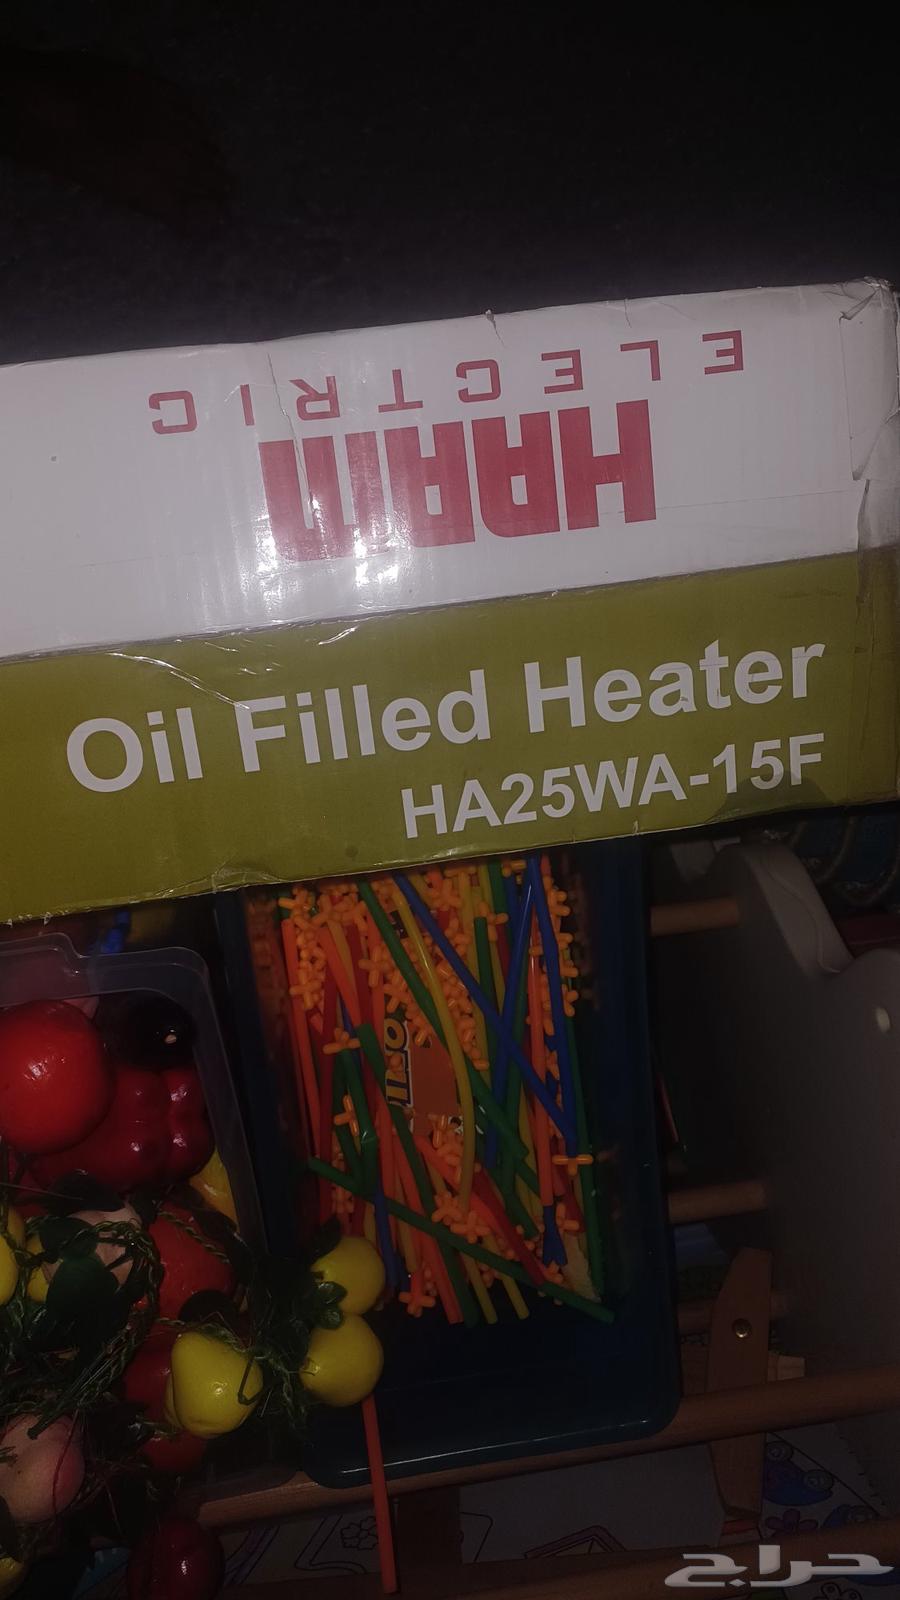 HAAM
ELECTRIC
Oil Filled Heater
HA25WA-15F
حراج